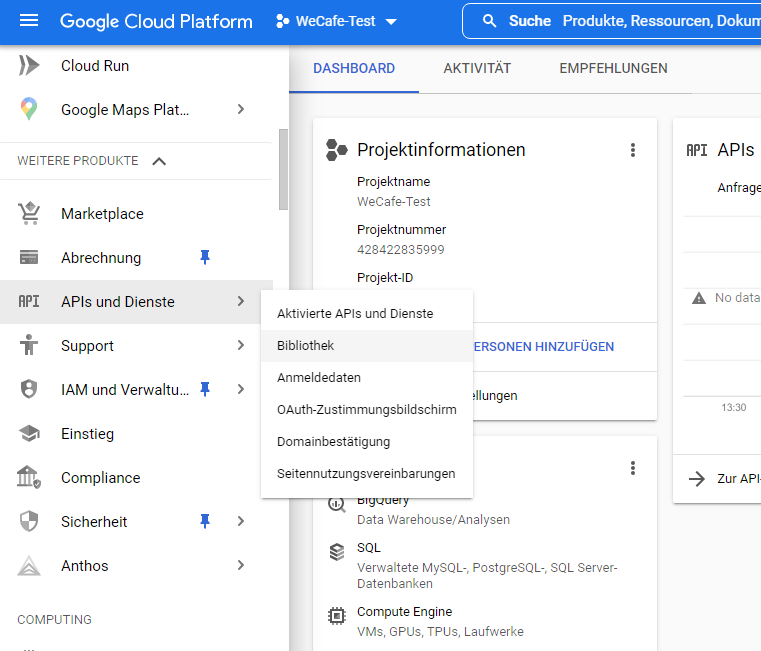 Google Cloud Platform
WeCafe-Test
Suche Produkte, Ressourcen,
Cloud Run
Google Maps Plat...
WEITERE PRODUKTE
Marketplace
Abrechnung
API APIs und Dienste
Support
IAM und Verwaltu...
Einstieg
Compliance
Sicherheit
Anthos
COMPUTING
Aktivierte APIs und Dienste
Bibliothek
Anmeldedaten
OAuth-Zustimmungsbildschirm
Domainbestätigung
Seitennutzungsvereinbarungen
DASHBOARD
AKTIVITÄT
EMPFEHLUNGEN
Projektinformationen
Projektname
WeCafe-Test
Projektnummer
428422835999
Projekt-ID
ERSONEN HINZUFÜGEN
ellungen
BigQuery
Data Warehouse/Analysen
SQL
Verwaltete MySQL-, PostgreSQL-, SQL Server-
Datenbanken
Compute Engine
VMs, GPUs, TPUs, Laufwerke
API APIs
Anfrage
No data
13:30
Zur API-